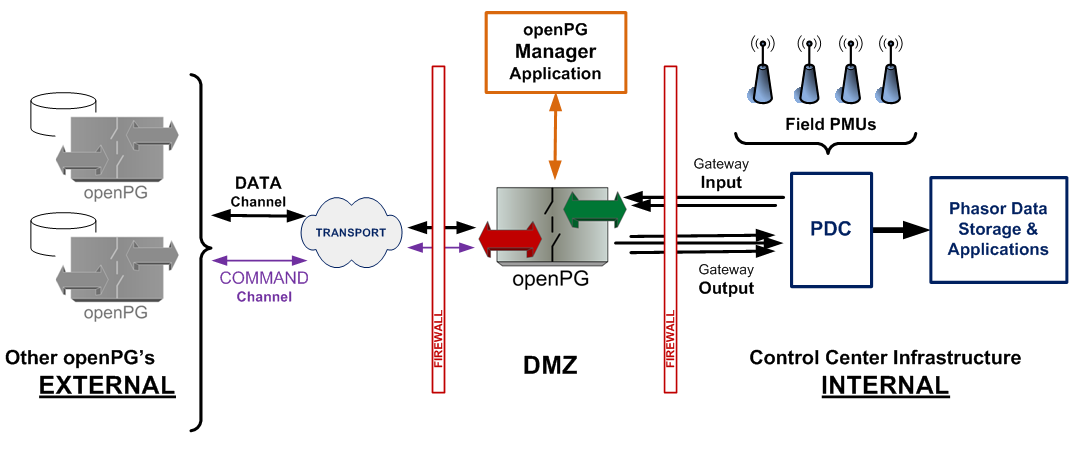 openPG
openPG
Other openPG's
EXTERNAL
DATA
Channel
COMMAND
Channel
TRANSPORT
FIREWALL
openPG
Manager
Application
openPG
DMZ
FIREWALL
Field PMUs
Gateway
Input
Gateway
Output
PDC
Phasor Data
Storage &
Applications
Control Center Infrastructure
INTERNAL